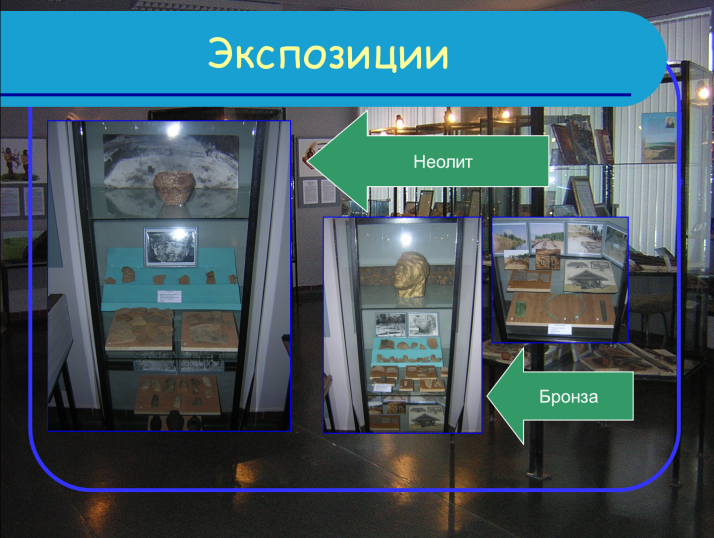 Экспозиции
Неолит
Бронза